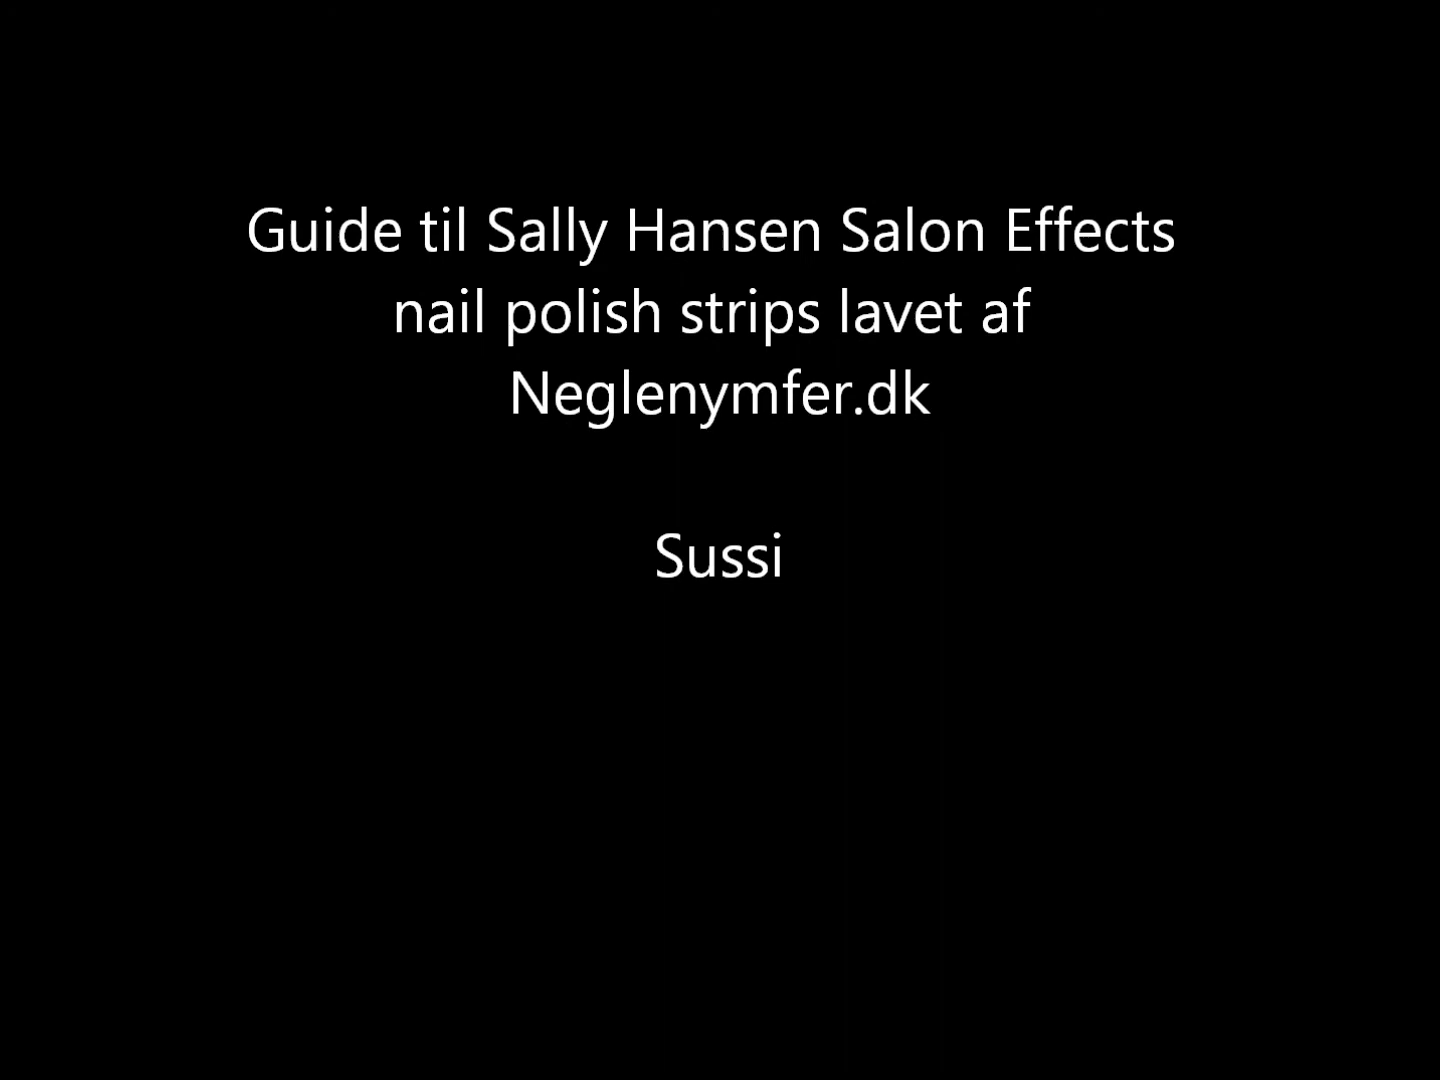 Guide til Sally Hansen Salon Effects
nail polish strips lavet af
Neglenymfer.dk
Sussi